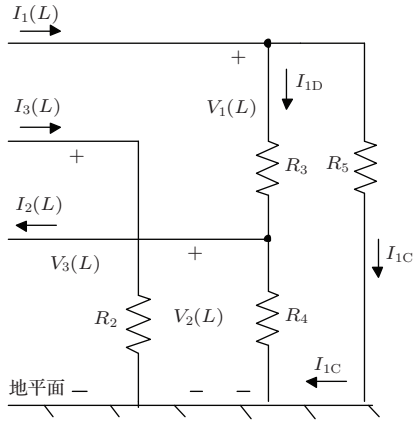 I₁(L)
+
I₁D
I₃(L)
V₁(L)
+
R₃
R₅
I₂(L)
+
V₃(L)
I₁C
R₂
V₂(L)
R₄
I₁C
地平面 − − −